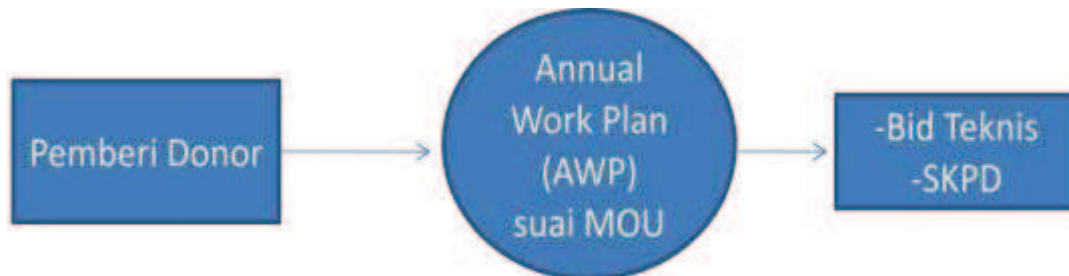 Pemberi Donor
Annual
Work Plan
(AWP)
suai MOU
-Bid Teknis
-SKPD